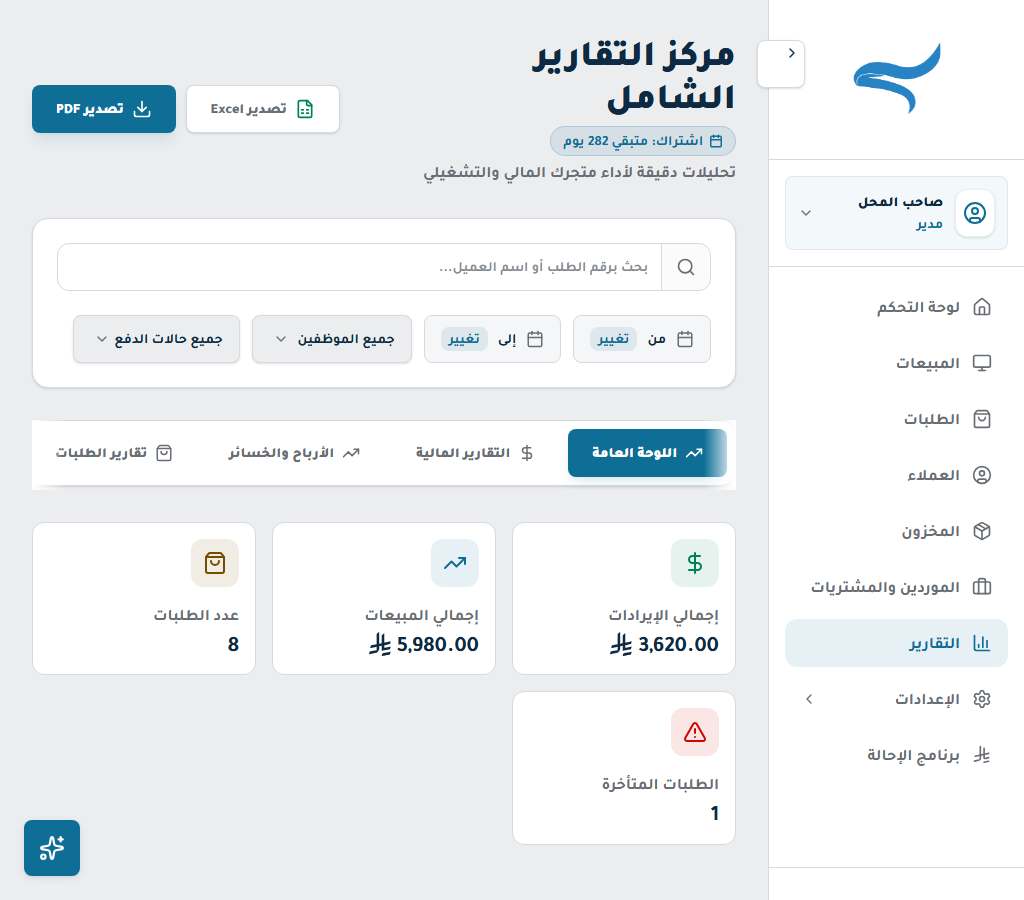 صاحب المحل
مدير
لوحة التحكم
المبيعات
الطلبات
العملاء
المخزون
الموردين والمشتريات
التقارير
الإعدادات
برنامج الإحالة
مركز التقارير
الشامل
اشتراك: متبقي 282 يوم
تحليلات دقيقة لأداء متجرك المالي والتشغيلي
تصدير Excel
تصدير PDF
بحث برقم الطلب أو اسم العميل...
من تغيير
إلى تغيير
جميع الموظفين
جميع حالات الدفع
اللوحة العامة
التقارير المالية
الأرباح والخسائر
تقارير الطلبات
إجمالي الإيرادات
3,620.00
إجمالي المبيعات
5,980.00
عدد الطلبات
8
الطلبات المتأخرة
1